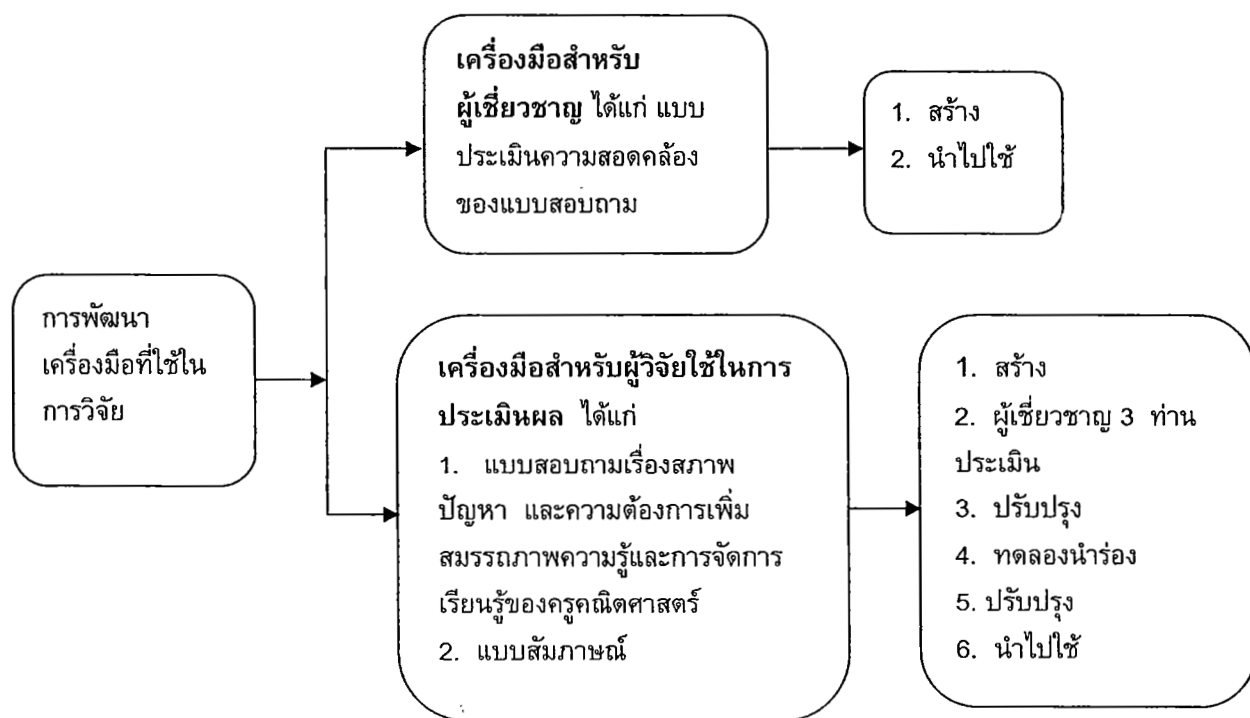 การพัฒนา
เครื่องมือที่ใช้ใน
การวิจัย
เครื่องมือสำหรับ
ผู้เชี่ยวชาญ ได้แก่ แบบ
ประเมินความสอดคล้อง
ของแบบสอบถาม
1. สร้าง
2. นำไปใช้
เครื่องมือสำหรับผู้วิจัยใช้ในการ
ประเมินผล ได้แก่
1. แบบสอบถามเรื่องสภาพ
ปัญหา และความต้องการเพิ่ม
สมรรถภาพความรู้และการจัดการ
เรียนรู้ของครูคณิตศาสตร์
2. แบบสัมภาษณ์
1. สร้าง
2. ผู้เชี่ยวชาญ 3 ท่าน
ประเมิน
3. ปรับปรุง
4. ทดลองนำร่อง
5. ปรับปรุง
6. นำไปใช้